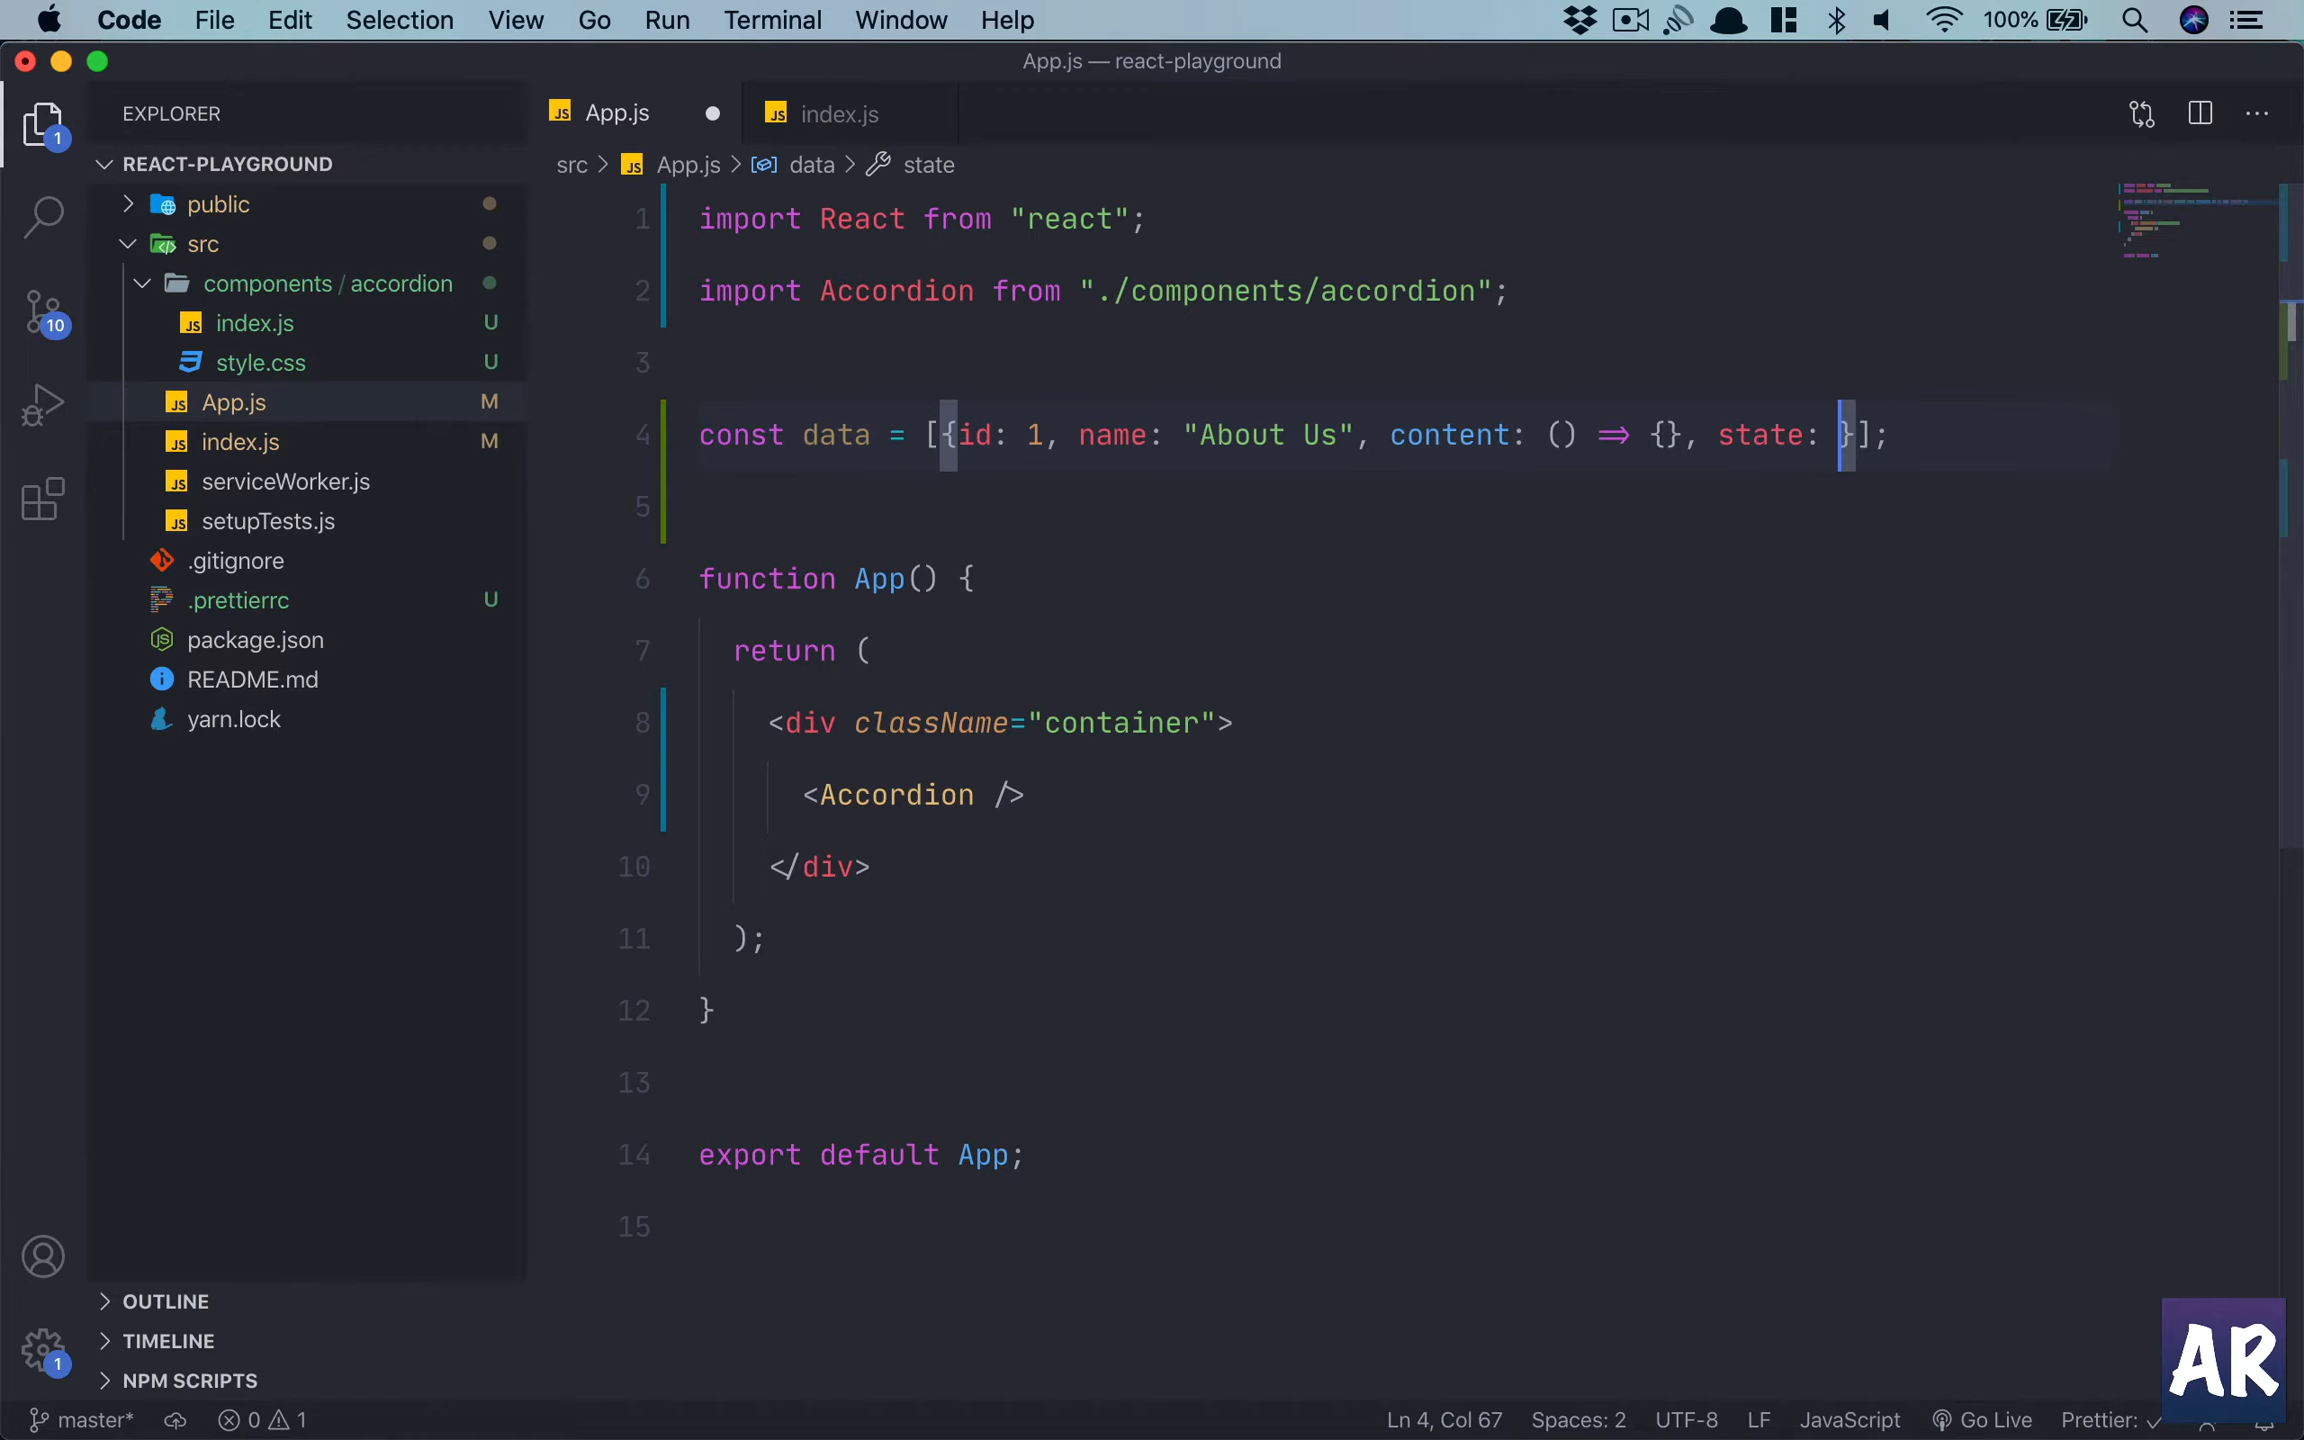 Code File Edit Selection View Go Run Terminal Window Help 100%
App.js — react-playground
EXPLORER
REACT-PLAYGROUND
public
src
components / accordion
index.js U
style.css U
App.js M
index.js M
serviceWorker.js
setupTests.js
.gitignore
.prettierrc U
package.json
README.md
yarn.lock
OUTLINE
TIMELINE
NPM SCRIPTS
1
10
1
App.js index.js
src > App.js > data > state
1 import React from "react";
2 import Accordion from "./components/accordion";
3
4 const data = [{id: 1, name: "About Us", content: () => {}, state: }];
5
6 function App() {
7 return (
8 <div className="container">
9 <Accordion />
10 </div>
11 );
12 }
13
14 export default App;
15
AR
master* 0 1 Ln 4, Col 67 Spaces: 2 UTF-8 LF JavaScript Go Live Prettier: ✓